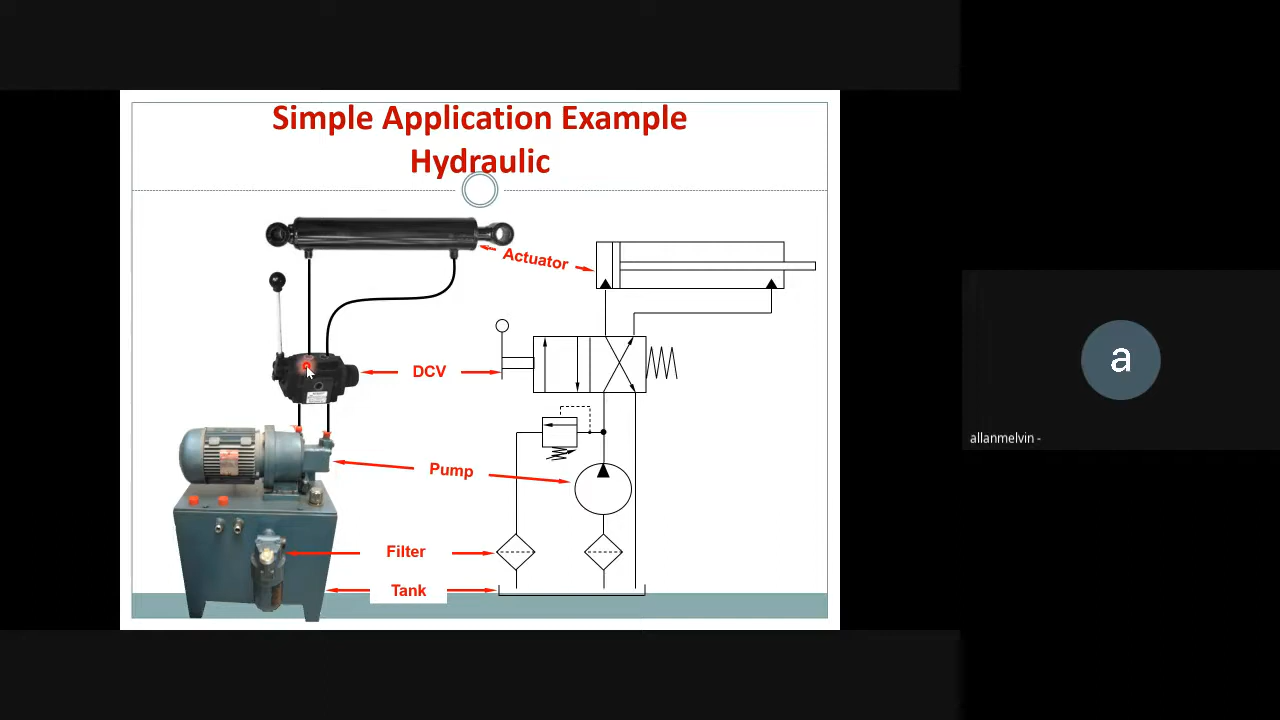 Simple Application Example
Hydraulic
Actuator
DCV
Pump
Filter
Tank
a
allanmelvin -